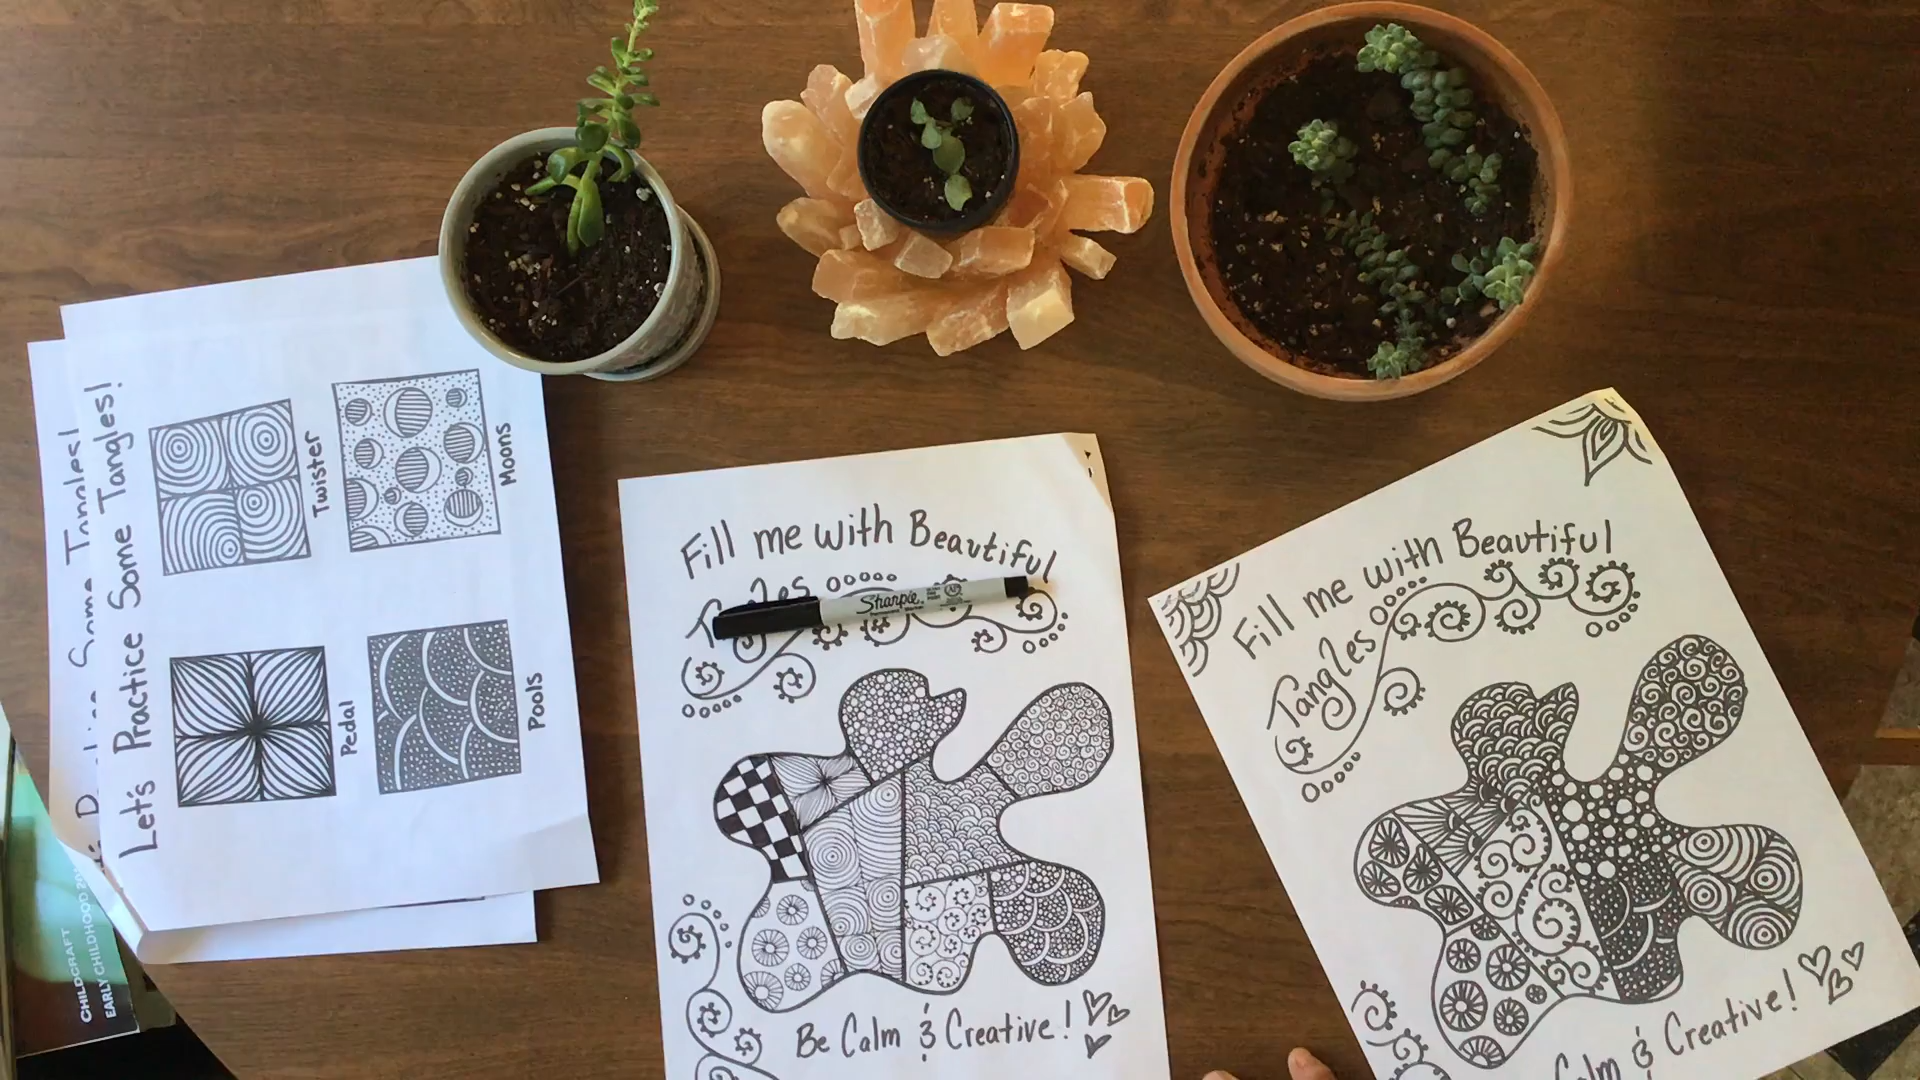 Let's Practice Some Tangles!
Twister
Moons
Pedal
Pools
Some Tangles!
CHILDCRAFT
EARLY CHILDHOOD
Fill me with Beautiful
Sharpie
Be Calm & Creative!
Fill me with Beautiful
Tangles
Calm & Creative!